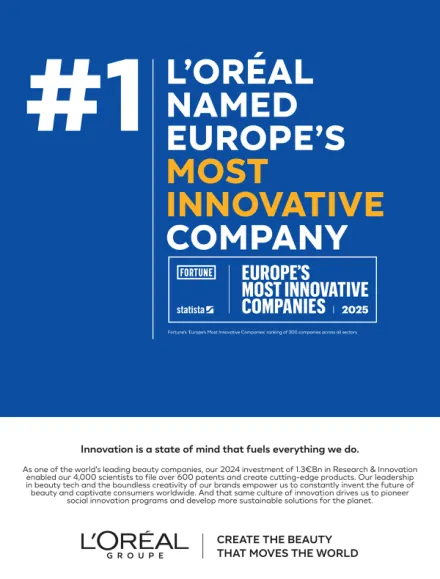 #1
L'ORÉAL
NAMED
EUROPE'S
MOST
INNOVATIVE
COMPANY
FORTUNE
statista
EUROPE'S
MOST INNOVATIVE
COMPANIES | 2025
Fortune's 'Europe's Most Innovative Companies' ranking of 300 companies across all sectors
Innovation is a state of mind that fuels everything we do.
As one of the world's leading beauty companies, our 2024 investment of 1.3€Bn in Research & Innovation
enabled our 4,000 scientists to file over 600 patents and create cutting-edge products. Our leadership
in beauty tech and the boundless creativity of our brands empower us to constantly invent the future of
beauty and captivate consumers worldwide. And that same culture of innovation drives us to pioneer
social innovation programs and develop more sustainable solutions for the planet.
L'ORÉAL
GROUPE
CREATE THE BEAUTY
THAT MOVES THE WORLD